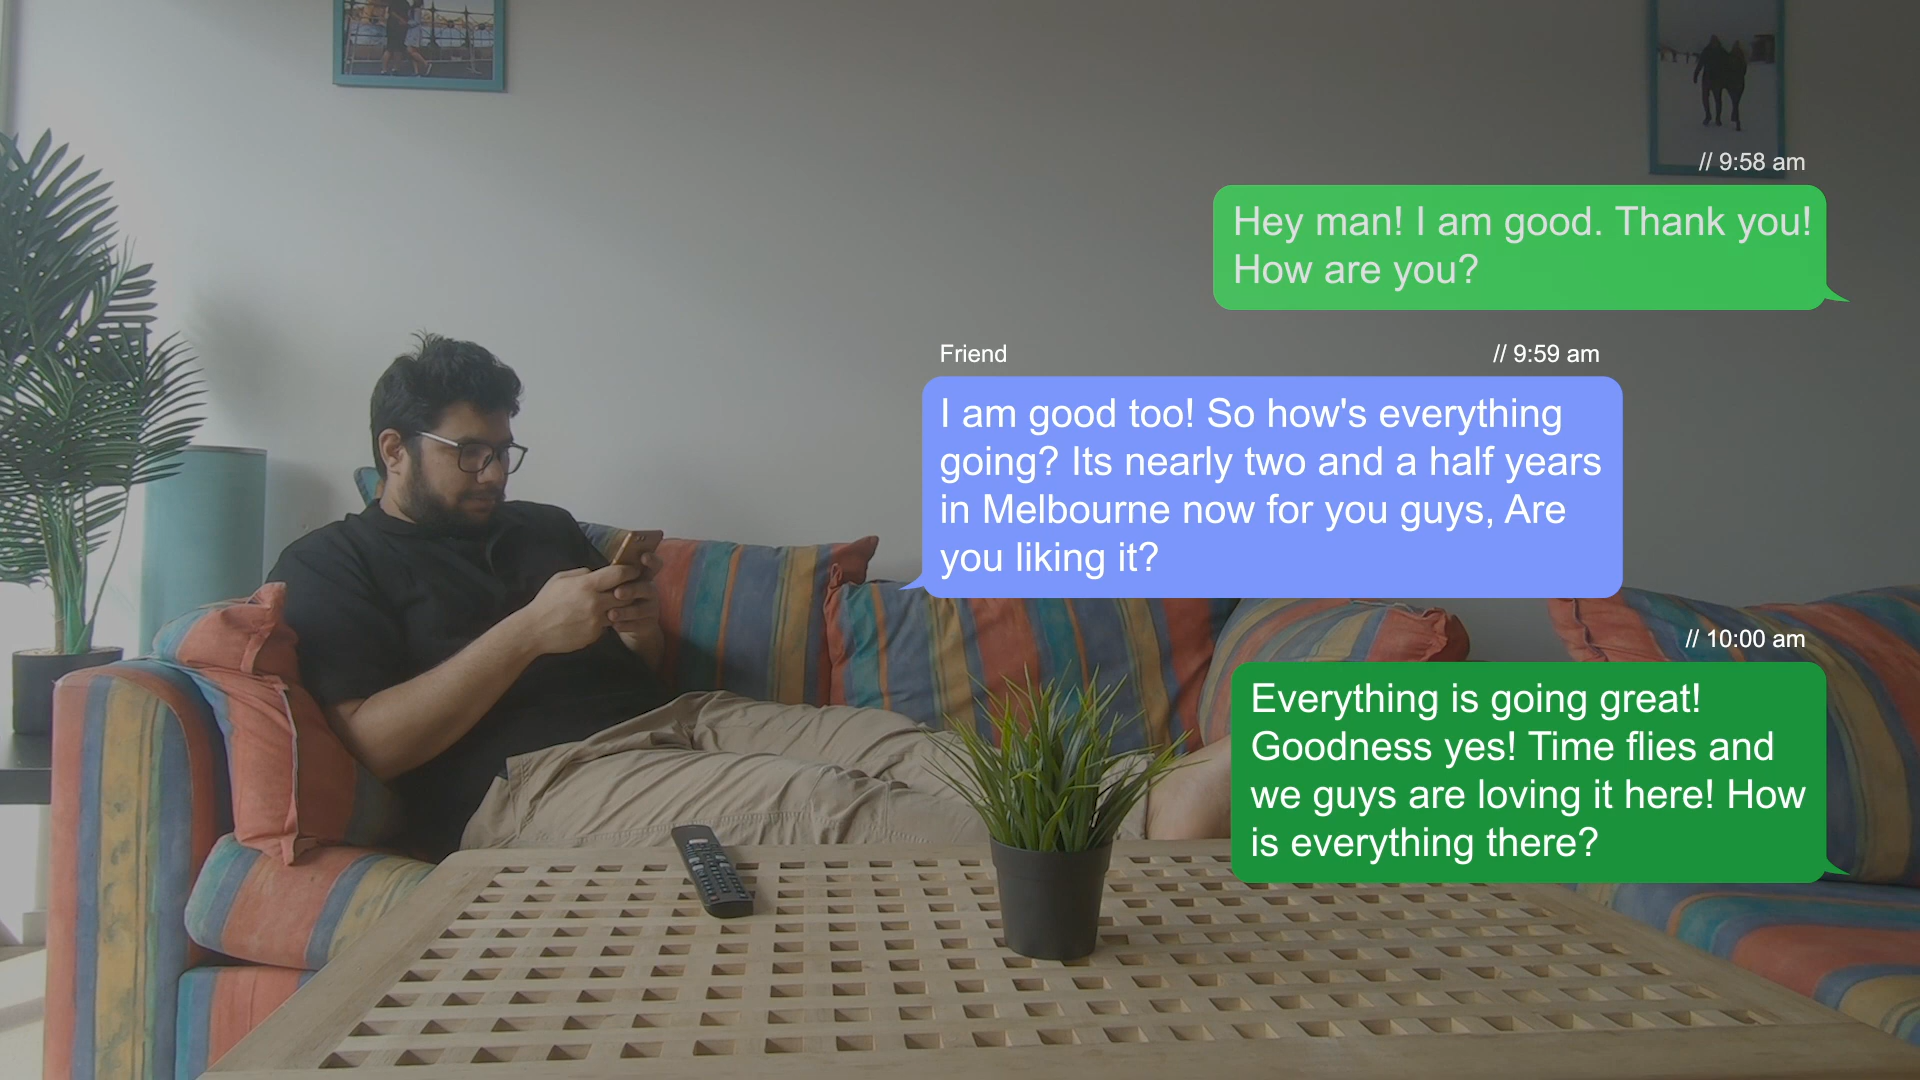 // 9:58 am
Hey man! I am good. Thank you!
How are you?
Friend // 9:59 am
I am good too! So how's everything
going? Its nearly two and a half years
in Melbourne now for you guys, Are
you liking it?
// 10:00 am
Everything is going great!
Goodness yes! Time flies and
we guys are loving it here! How
is everything there?